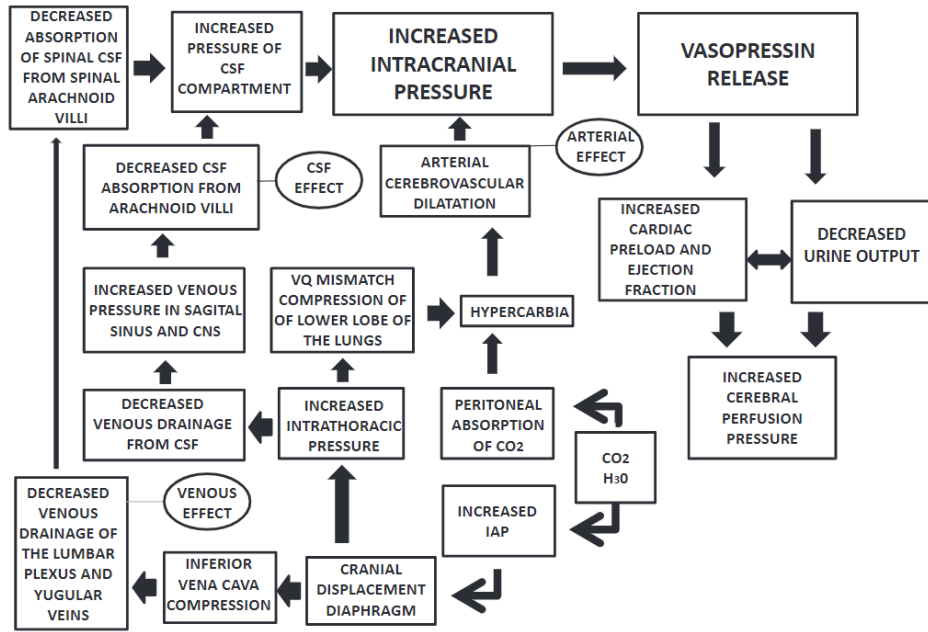 DECREASED
ABSORPTION
OF SPINAL CSF
FROM SPINAL
ARACHNOID
VILLI
INCREASED
PRESSURE OF
CSF
COMPARTMENT
INCREASED
INTRACRANIAL
PRESSURE
VASOPRESSIN
RELEASE
DECREASED CSF
ABSORPTION FROM
ARACHNOID VILLI
CSF
EFFECT
ARTERIAL
CEREBROVASCULAR
DILATATION
ARTERIAL
EFFECT
INCREASED
CARDIAC
PRELOAD AND
EJECTION
FRACTION
DECREASED
URINE OUTPUT
INCREASED VENOUS
PRESSURE IN SAGITAL
SINUS AND CNS
VQ MISMATCH
COMPRESSION OF
OF LOWER LOBE OF
THE LUNGS
HYPERCARBIA
INCREASED
CEREBRAL
PERFUSION
PRESSURE
DECREASED
VENOUS DRAINAGE
FROM CSF
INCREASED
INTRATHORACIC
PRESSURE
PERITONEAL
ABSORPTION
OF CO2
CO2
H30
DECREASED
VENOUS
DRAINAGE OF
THE LUMBAR
PLEXUS AND
YUGULAR
VEINS
VENOUS
EFFECT
INCREASED
IAP
INFERIOR
VENA CAVA
COMPRESSION
CRANIAL
DISPLACEMENT
DIAPHRAGM